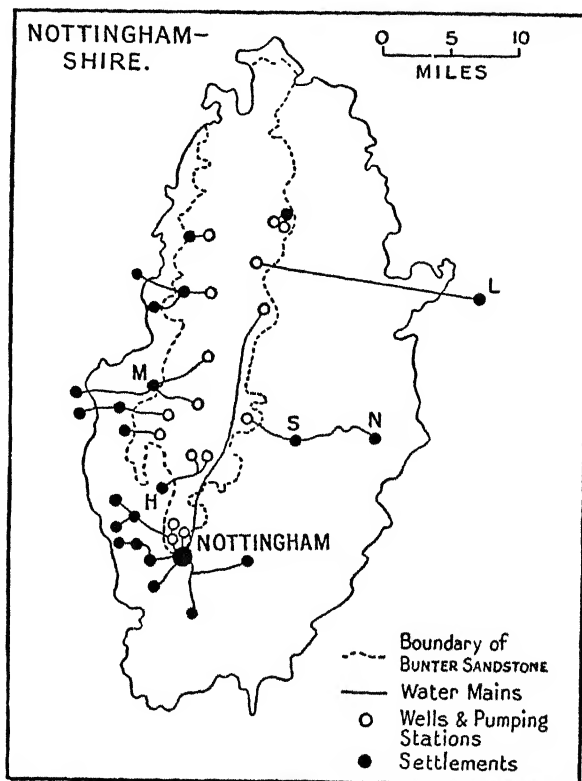 NOTTINGHAM-
SHIRE.
0 5 10
MILES
L
M
S
N
H
NOTTINGHAM
Boundary of
BUNTER SANDSTONE
Water Mains
Wells & Pumping
Stations
Settlements